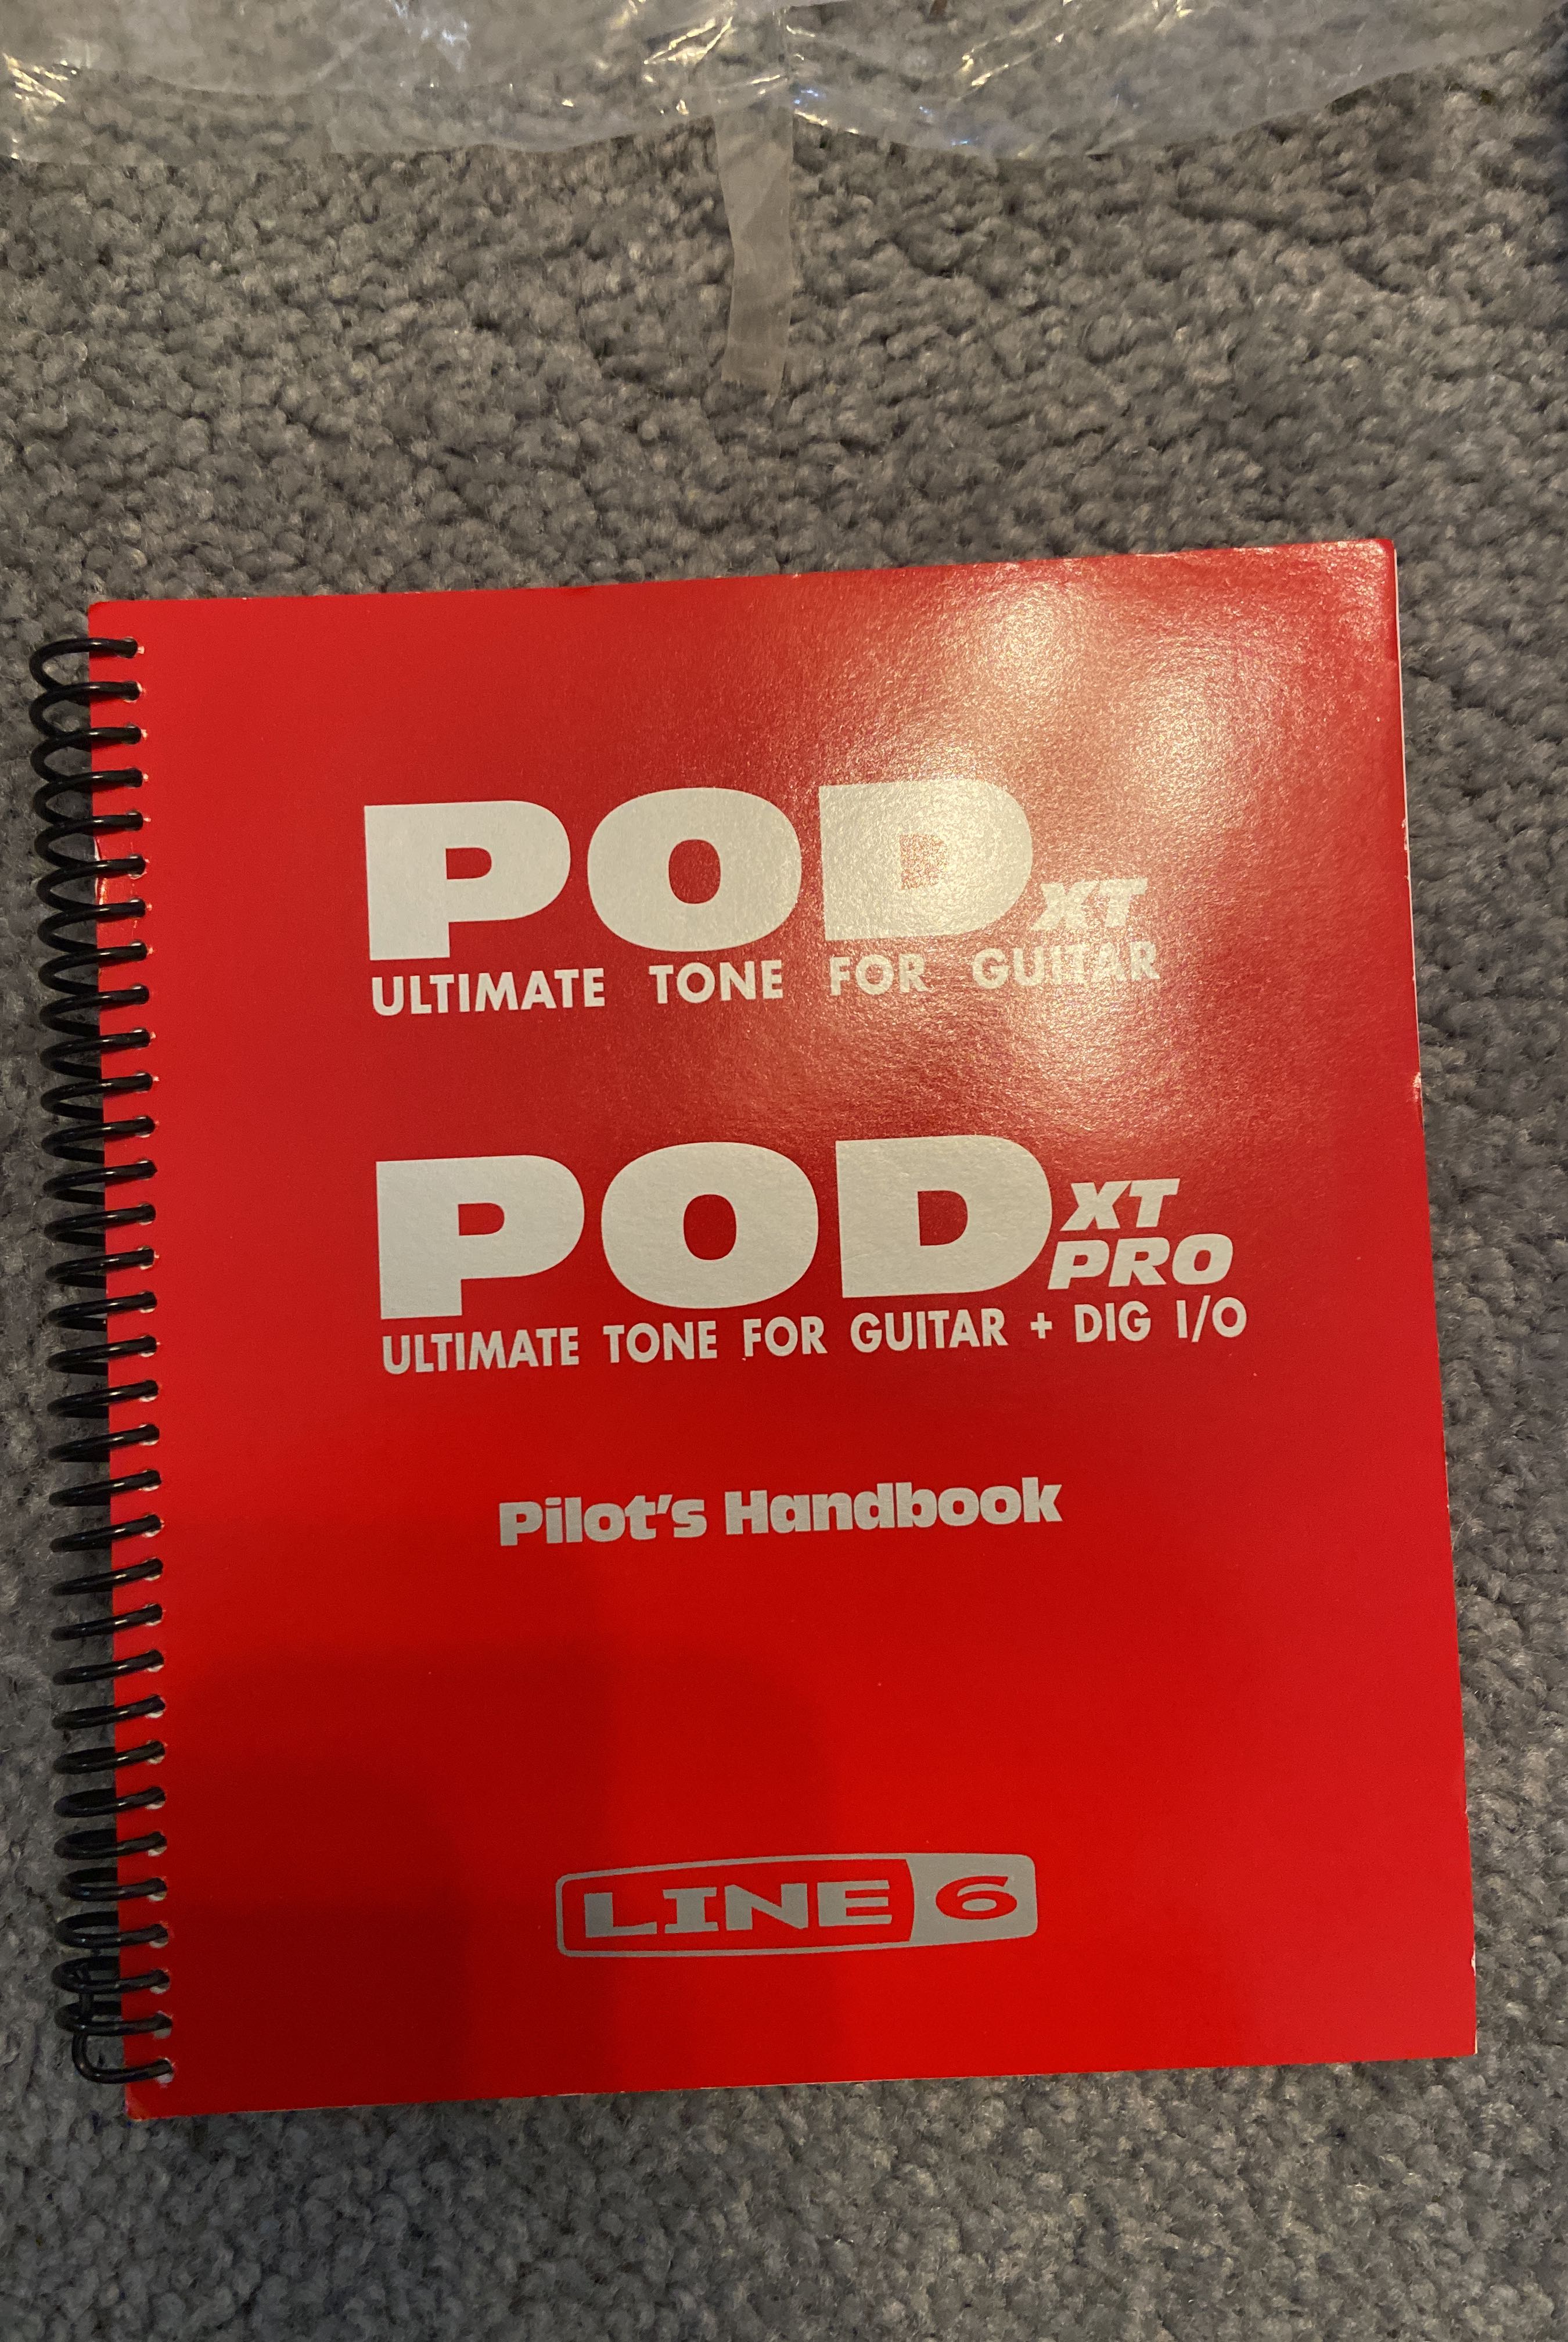 POD XT
ULTIMATE TONE FOR GUITAR
POD XT
PRO
ULTIMATE TONE FOR GUITAR + DIG I/O
Pilot's Handbook
LINE 6